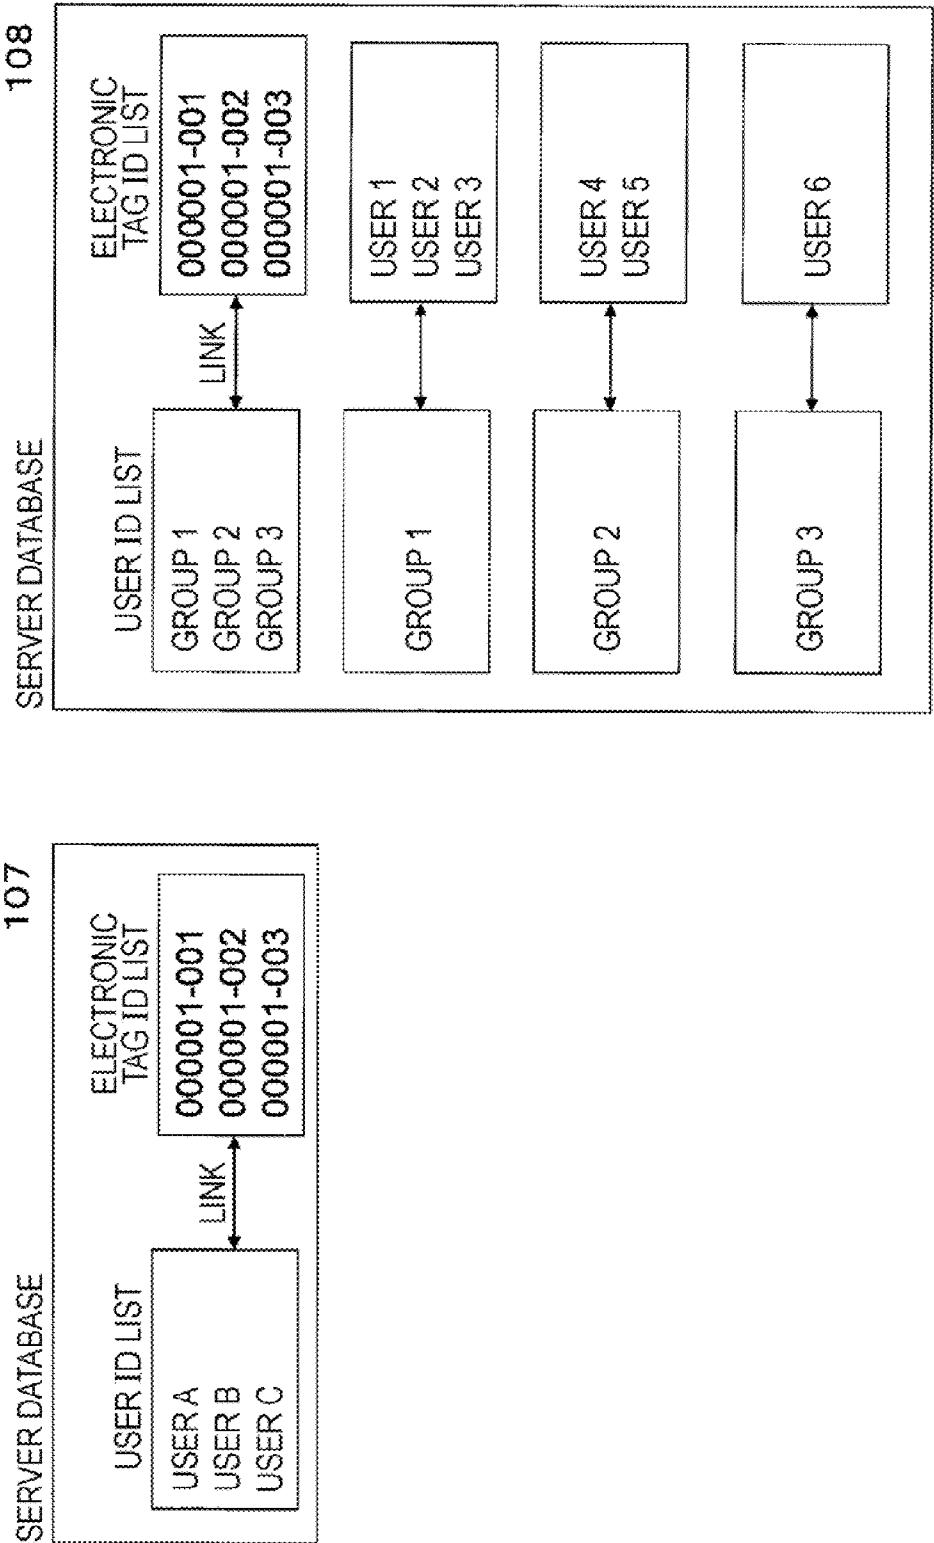 107
SERVER DATABASE
USER ID LIST
ELECTRONIC
TAG ID LIST
USER A
USER B
USER C
LINK
000001-001
000001-002
000001-003
108
SERVER DATABASE
USER ID LIST
ELECTRONIC
TAG ID LIST
GROUP 1
GROUP 2
GROUP 3
LINK
000001-001
000001-002
000001-003
GROUP 1
USER 1
USER 2
USER 3
GROUP 2
USER 4
USER 5
GROUP 3
USER 6